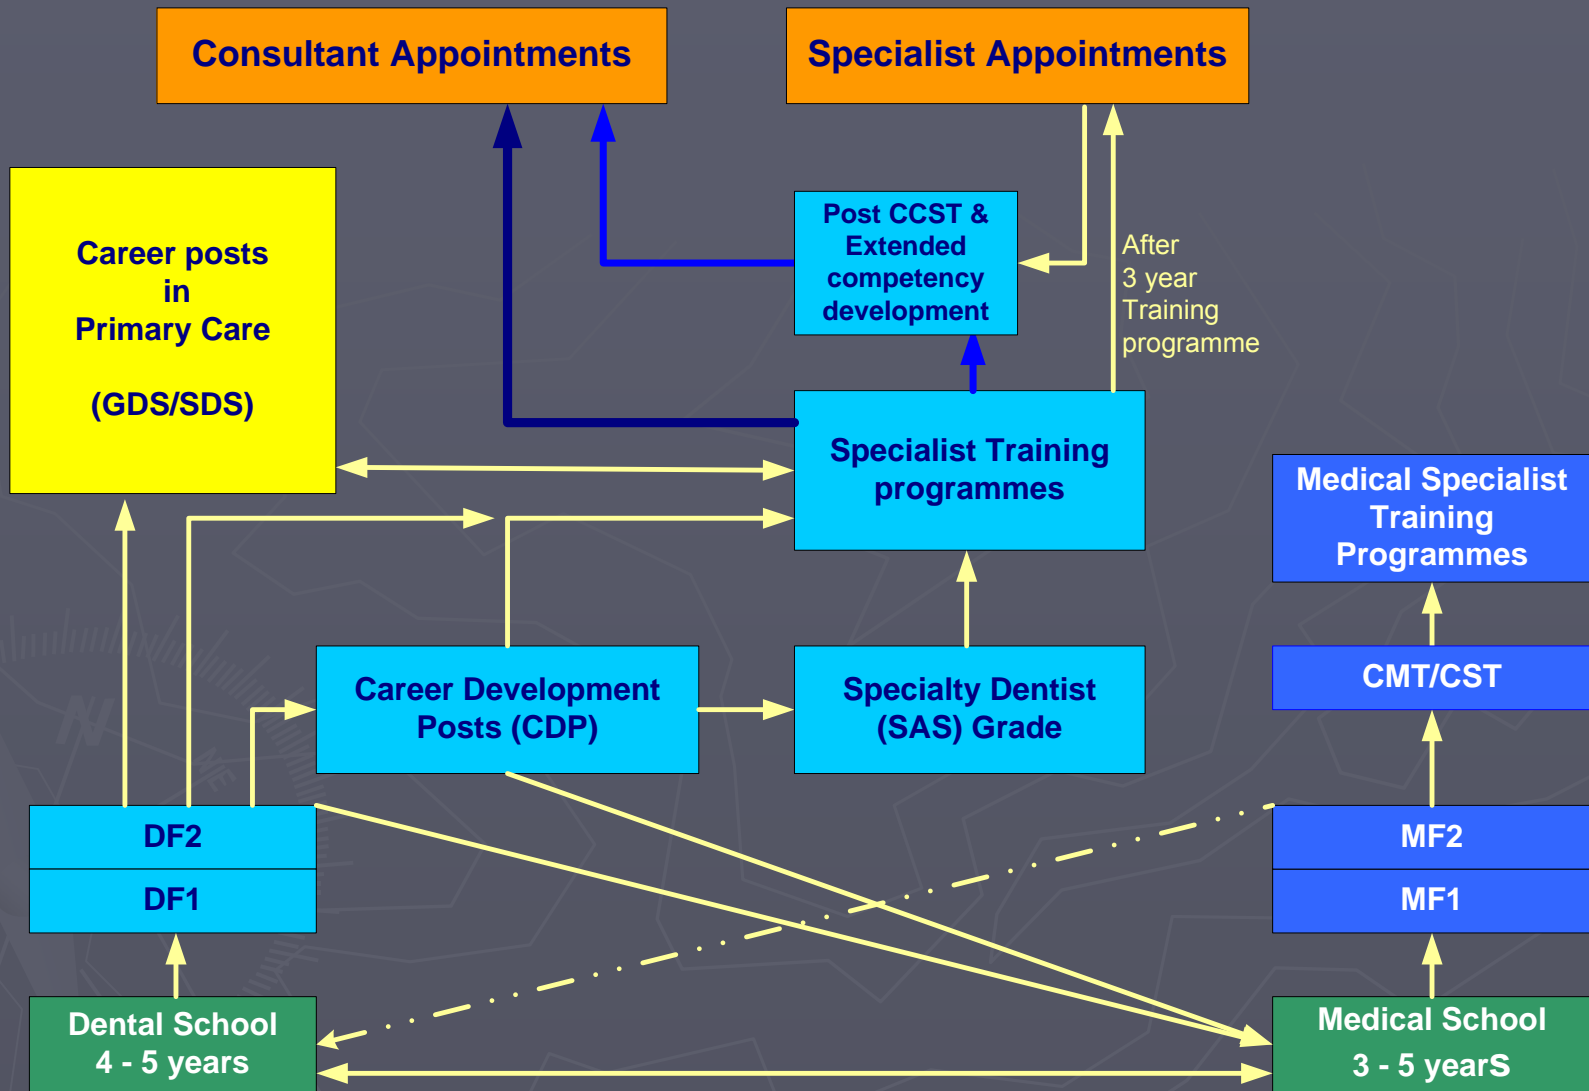 Consultant Appointments
Specialist Appointments
Career posts
in
Primary Care
(GDS/SDS)
Post CCST &
Extended
competency
development
After
3 year
Training
programme
Specialist Training
programmes
Medical Specialist
Training
Programmes
Career Development
Posts (CDP)
Specialty Dentist
(SAS) Grade
CMT/CST
DF2
DF1
MF2
MF1
Dental School
4 - 5 years
Medical School
3 - 5 years
N
NE